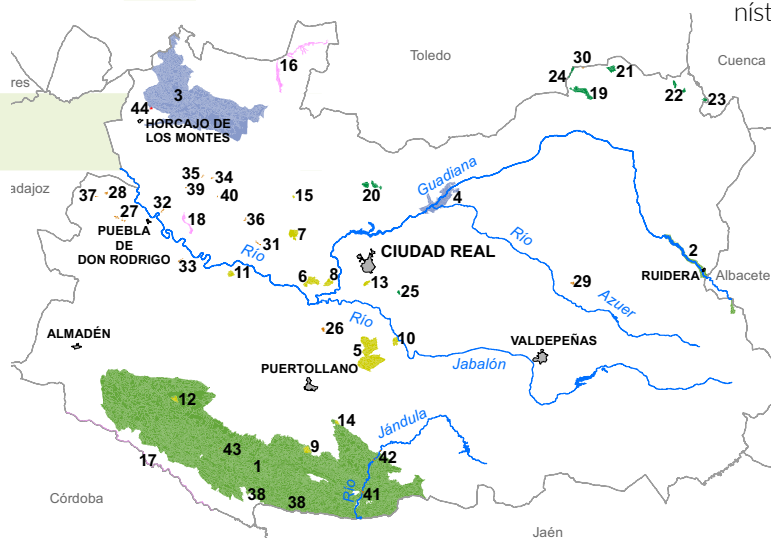 níst
Toledo
Cuenca
res
16
30
24
21
19
22
23
3
44
HORCAJO DE
LOS MONTES
adajoz
35
34
37
28
39
40
15
20
Guadiana
4
27
32
18
36
PUEBLA
DE
DON RODRIGO
7
31
Río
CIUDAD REAL
Río
2
RUIDERA
Albacete
33
11
6
8
13
25
29
Azuer
ALMADÉN
26
Río
5
10
VALDEPEÑAS
PUERTOLLANO
Jabalón
12
14
Jándula
43
9
42
17
1
38
38
Río
41
Córdoba
Jaén